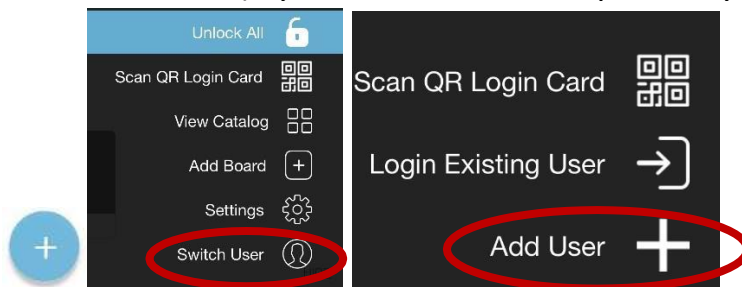 Unlock All
Scan QR Login Card
View Catalog
Add Board
Settings
Switch User
Scan QR Login Card
Login Existing User
Add User